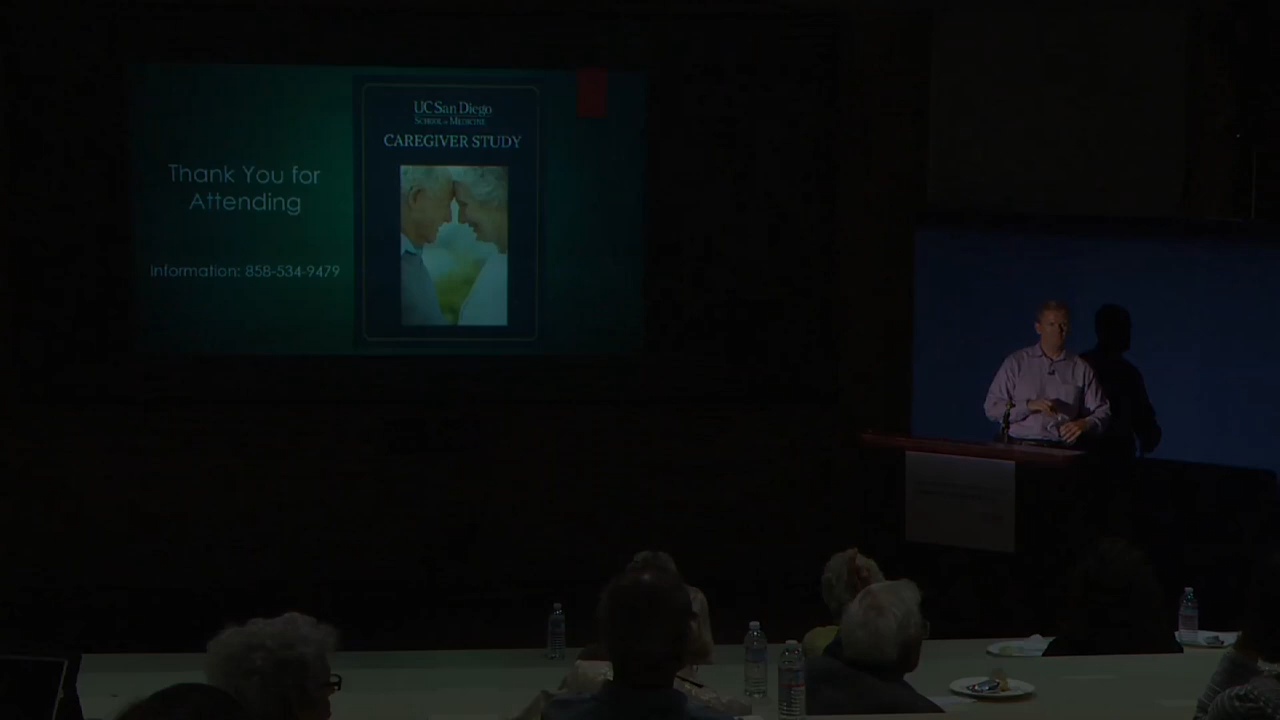 Thank You for
Attending
Information: 858-534-9479
UC San Diego
SCHOOL of MEDICINE
CAREGIVER STUDY